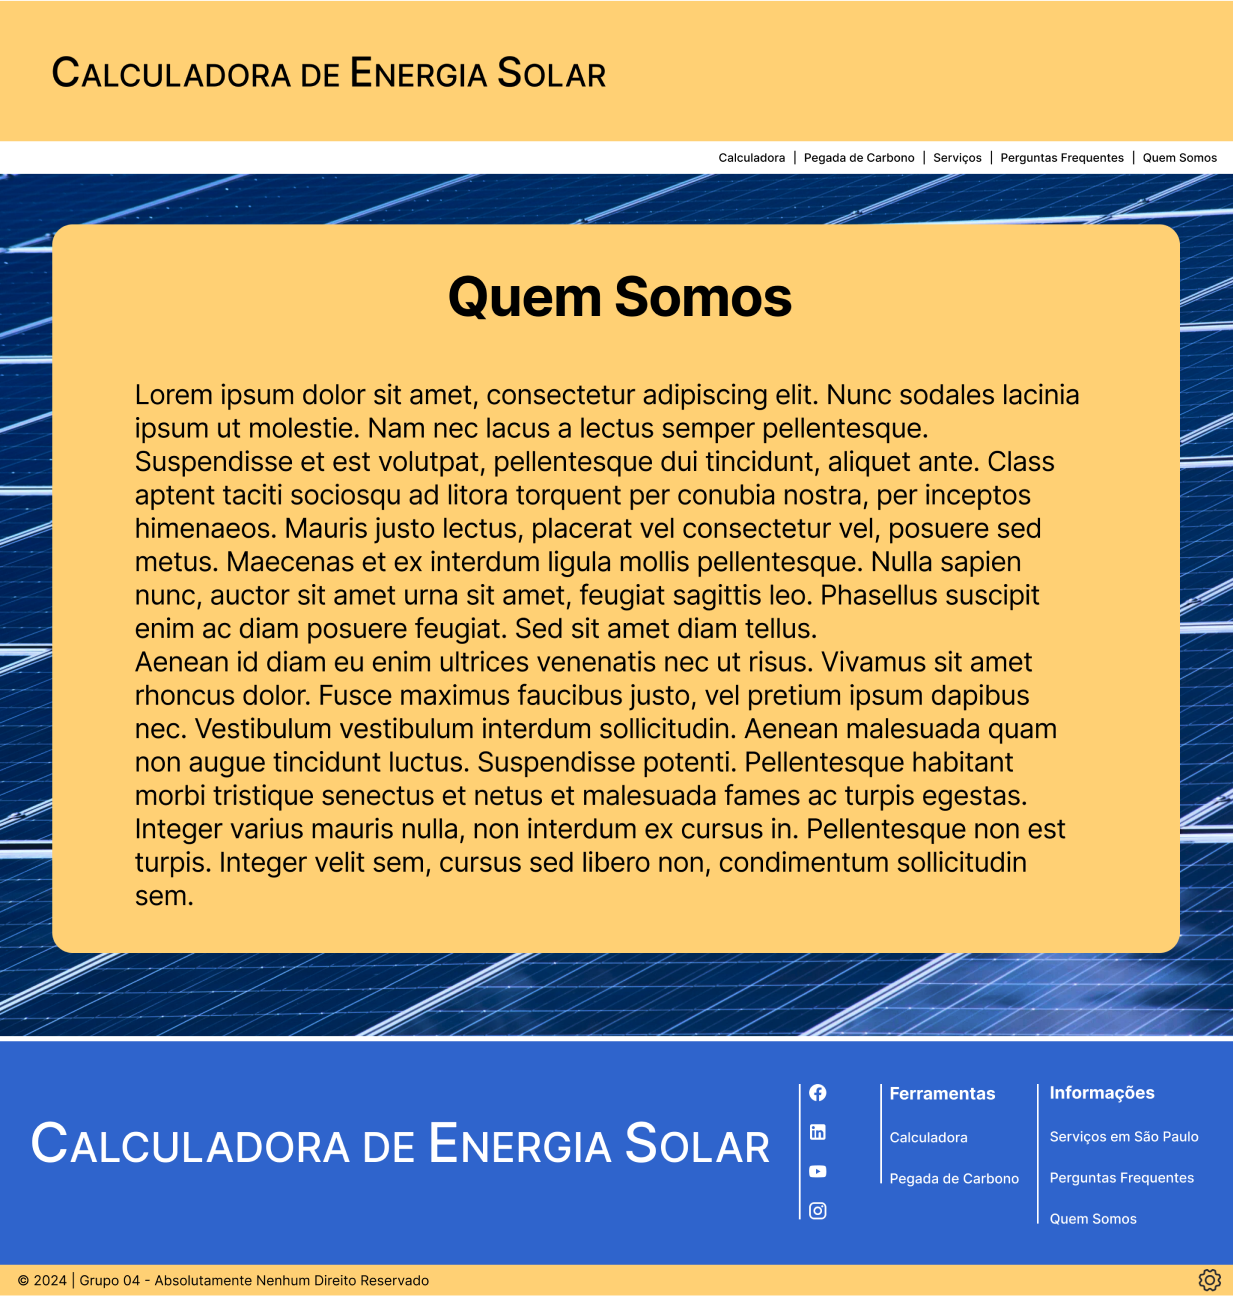 Calculadora de Energia Solar
Calculadora | Pegada de Carbono | Serviços | Perguntas Frequentes | Quem Somos
Quem Somos
Lorem ipsum dolor sit amet, consectetur adipiscing elit. Nunc sodales lacinia
ipsum ut molestie. Nam nec lacus a lectus semper pellentesque.
Suspendisse et est volutpat, pellentesque dui tincidunt, aliquet ante. Class
aptent taciti sociosqu ad litora torquent per conubia nostra, per inceptos
himenaeos. Mauris justo lectus, placerat vel consectetur vel, posuere sed
metus. Maecenas et ex interdum ligula mollis pellentesque. Nulla sapien
nunc, auctor sit amet urna sit amet, feugiat sagittis leo. Phasellus suscipit
enim ac diam posuere feugiat. Sed sit amet diam tellus.
Aenean id diam eu enim ultrices venenatis nec ut risus. Vivamus sit amet
rhoncus dolor. Fusce maximus faucibus justo, vel pretium ipsum dapibus
nec. Vestibulum vestibulum interdum sollicitudin. Aenean malesuada quam
non augue tincidunt luctus. Suspendisse potenti. Pellentesque habitant
morbi tristique senectus et netus et malesuada fames ac turpis egestas.
Integer varius mauris nulla, non interdum ex cursus in. Pellentesque non est
turpis. Integer velit sem, cursus sed libero non, condimentum sollicitudin
sem.
Calculadora de Energia Solar
Ferramentas
Calculadora
Pegada de Carbono
Informações
Serviços em São Paulo
Perguntas Frequentes
Quem Somos
© 2024 | Grupo 04 - Absolutamente Nenhum Direito Reservado